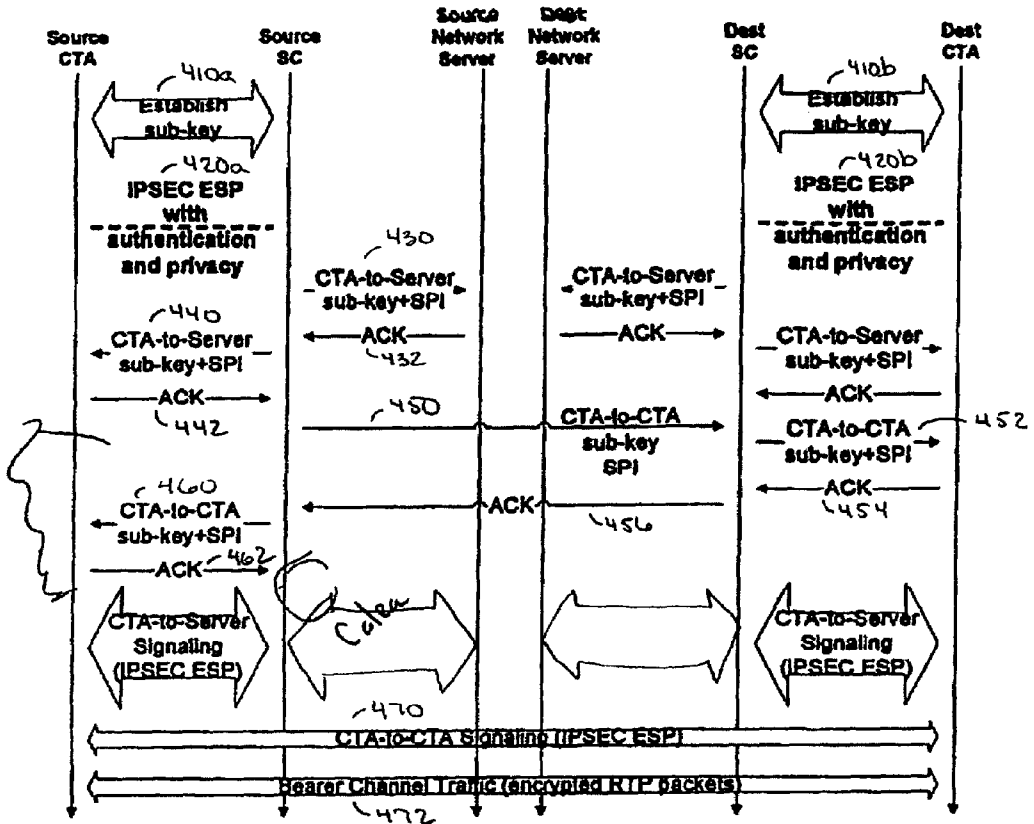 Source
CTA
Source
SC
Source
Network
Server
Dest
Network
Server
Dest
SC
Dest
CTA
410a
Establish
sub-key
410b
Establish
sub-key
420a
IPSEC ESP
with
authentication
and privacy
420b
IPSEC ESP
with
authentication
and privacy
430
CTA-to-Server
sub-key+SPI
CTA-to-Server
sub-key+SPI
440
CTA-to-Server
sub-key+SPI
ACK
432
ACK
CTA-to-Server
sub-key+SPI
ACK
442
ACK
450
CTA-to-CTA
sub-key
SPI
CTA-to-CTA
sub-key+SPI
452
460
CTA-to-CTA
sub-key+SPI
ACK
456
ACK
454
ACK
462
Calea
CTA-to-Server
Signaling
(IPSEC ESP)
CTA-to-Server
Signaling
(IPSEC ESP)
470
CTA-to-CTA Signaling (IPSEC ESP)
Bearer Channel Traffic (encrypted RTP packets)
472